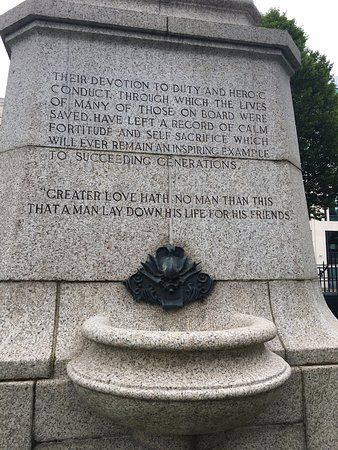 THEIR DEVOTION TO DUTY AND HEROIC
CONDUCT, THROUGH WHICH THE LIVES
OF MANY OF THOSE ON BOARD WERE
SAVED, HAVE LEFT A RECORD OF CALM
FORTITUDE AND SELF SACRIFICE WHICH
WILL EVER REMAIN AN INSPIRING EXAMPLE
TO SUCCEEDING GENERATIONS.
"GREATER LOVE HATH NO MAN THAN THIS
THAT A MAN LAY DOWN HIS LIFE FOR HIS FRIENDS."